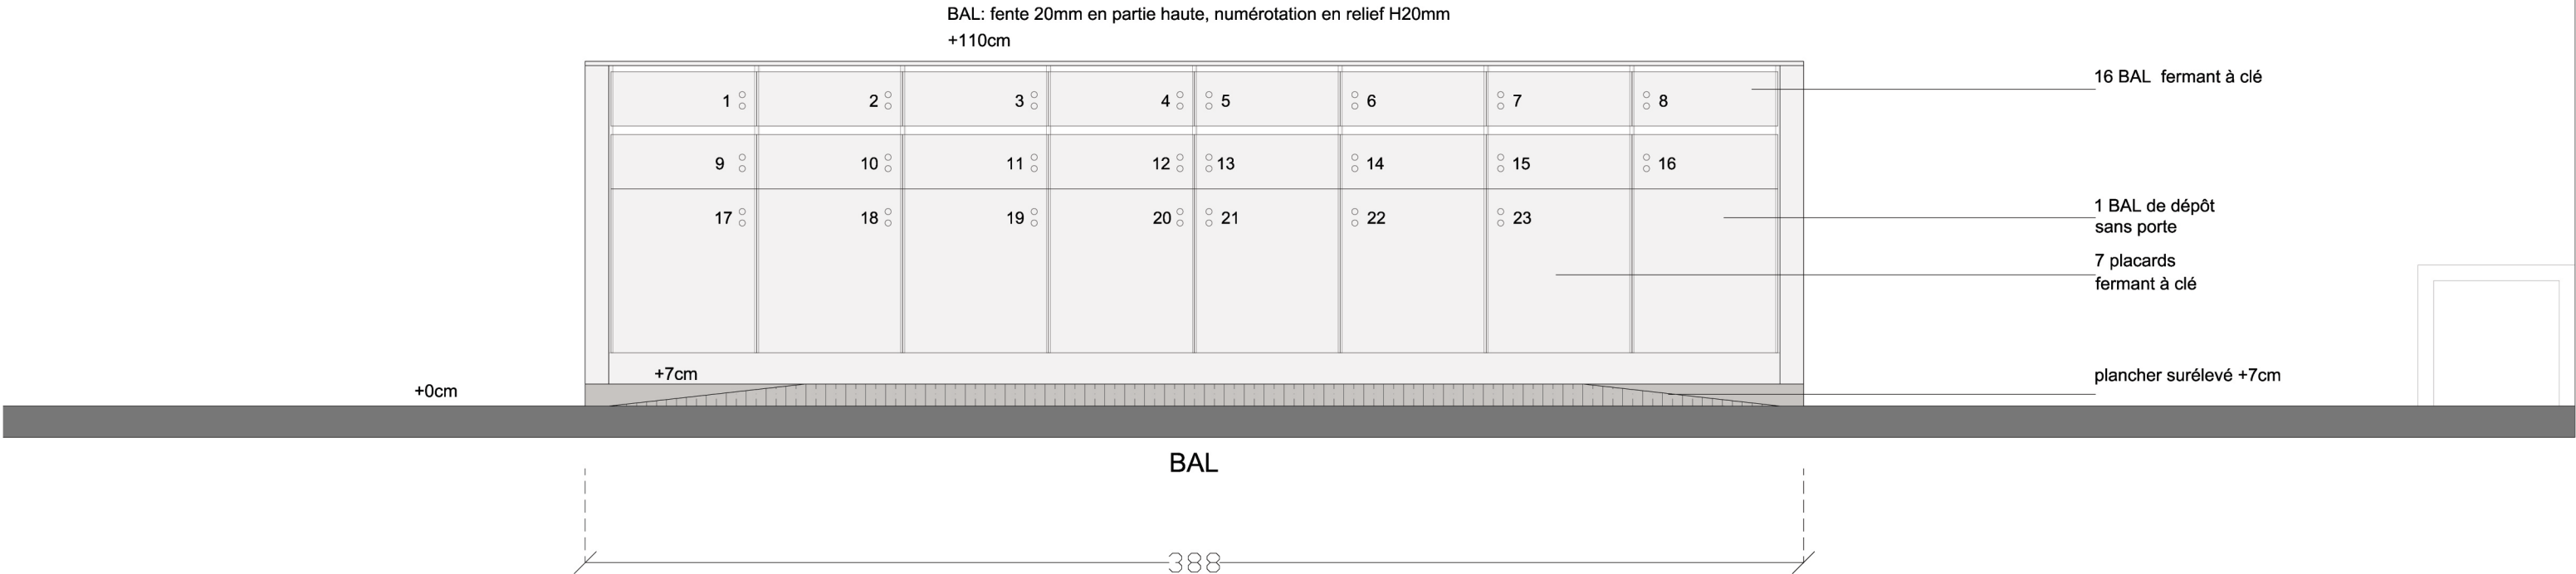 BAL: fente 20mm en partie haute, numérotation en relief H20mm
+110cm
16 BAL  fermant à clé
1 2 3 4 5 6 7 8
9 10 11 12 13 14 15 16
17 18 19 20 21 22 23
1 BAL de dépôt
sans porte
7 placards
fermant à clé
+7cm
plancher surélevé +7cm
+0cm
BAL
388